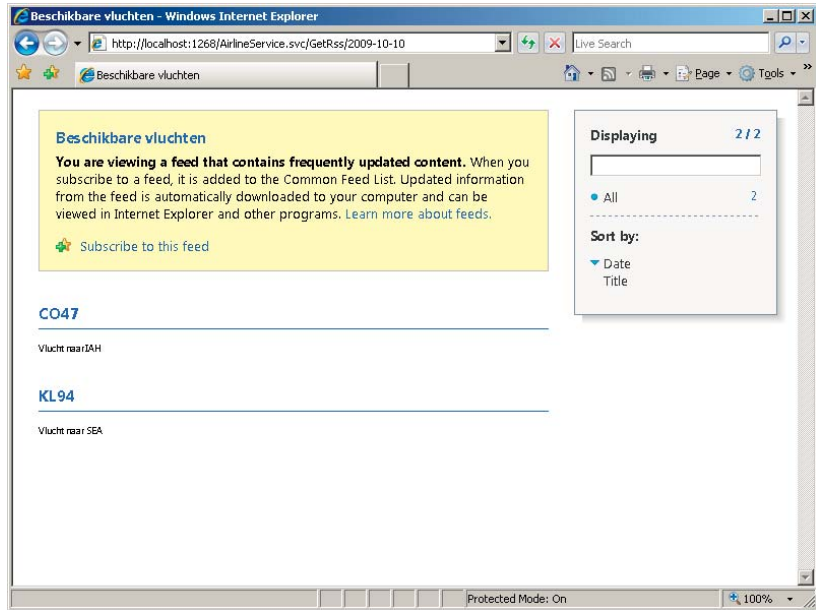 Beschikbare vluchten - Windows Internet Explorer
http://localhost:1268/AirlineService.svc/GetRss/2009-10-10
Live Search
Beschikbare vluchten
Page
Tools
»
Beschikbare vluchten
You are viewing a feed that contains frequently updated content. When you
subscribe to a feed, it is added to the Common Feed List. Updated information
from the feed is automatically downloaded to your computer and can be
viewed in Internet Explorer and other programs. Learn more about feeds.
Subscribe to this feed
CO47
Vlucht naar IAH
KL94
Vlucht naar SEA
Displaying 2 / 2
All 2
Sort by:
Date
Title
Protected Mode: On
100%